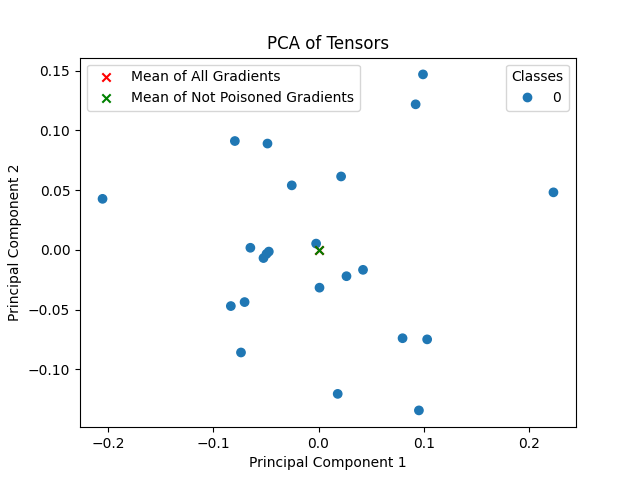 PCA of Tensors
Mean of All Gradients
Mean of Not Poisoned Gradients
Classes
0
0.15
0.10
0.05
0.00
−0.05
−0.10
Principal Component 2
−0.2
−0.1
0.0
0.1
0.2
Principal Component 1